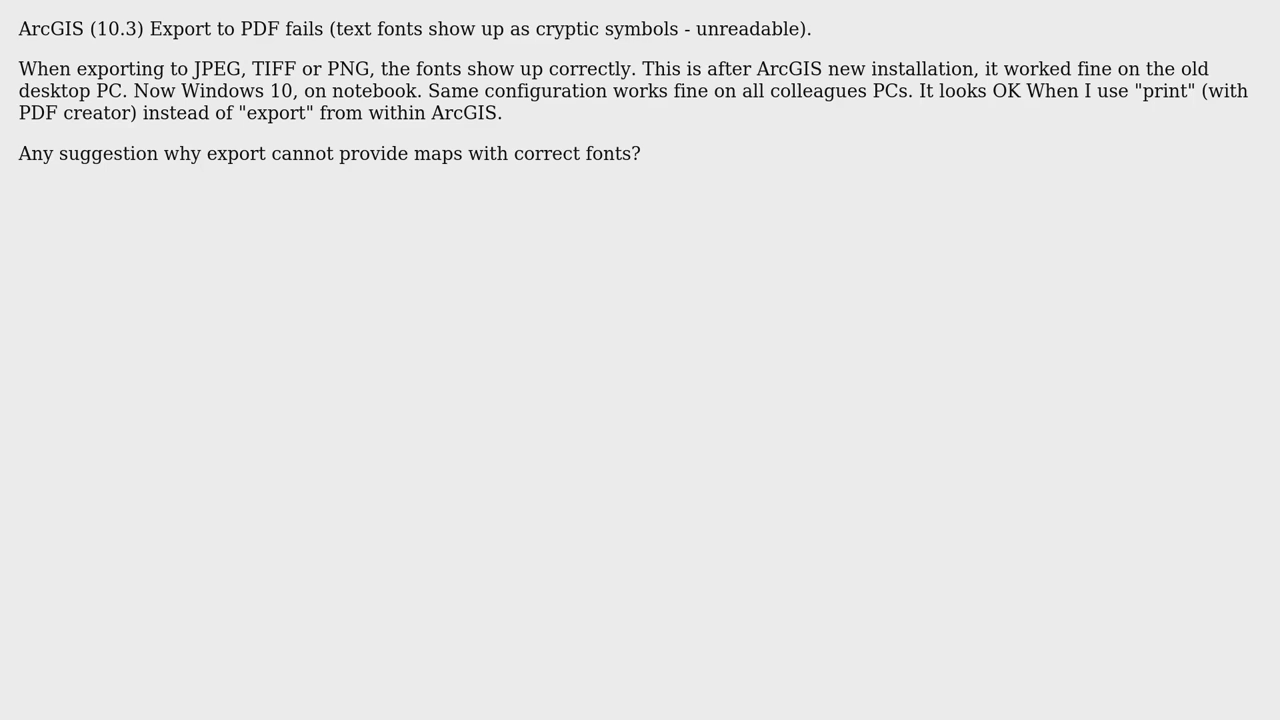 ArcGIS (10.3) Export to PDF fails (text fonts show up as cryptic symbols - unreadable).
When exporting to JPEG, TIFF or PNG, the fonts show up correctly. This is after ArcGIS new installation, it worked fine on the old
desktop PC. Now Windows 10, on notebook. Same configuration works fine on all colleagues PCs. It looks OK When I use "print" (with
PDF creator) instead of "export" from within ArcGIS.
Any suggestion why export cannot provide maps with correct fonts?